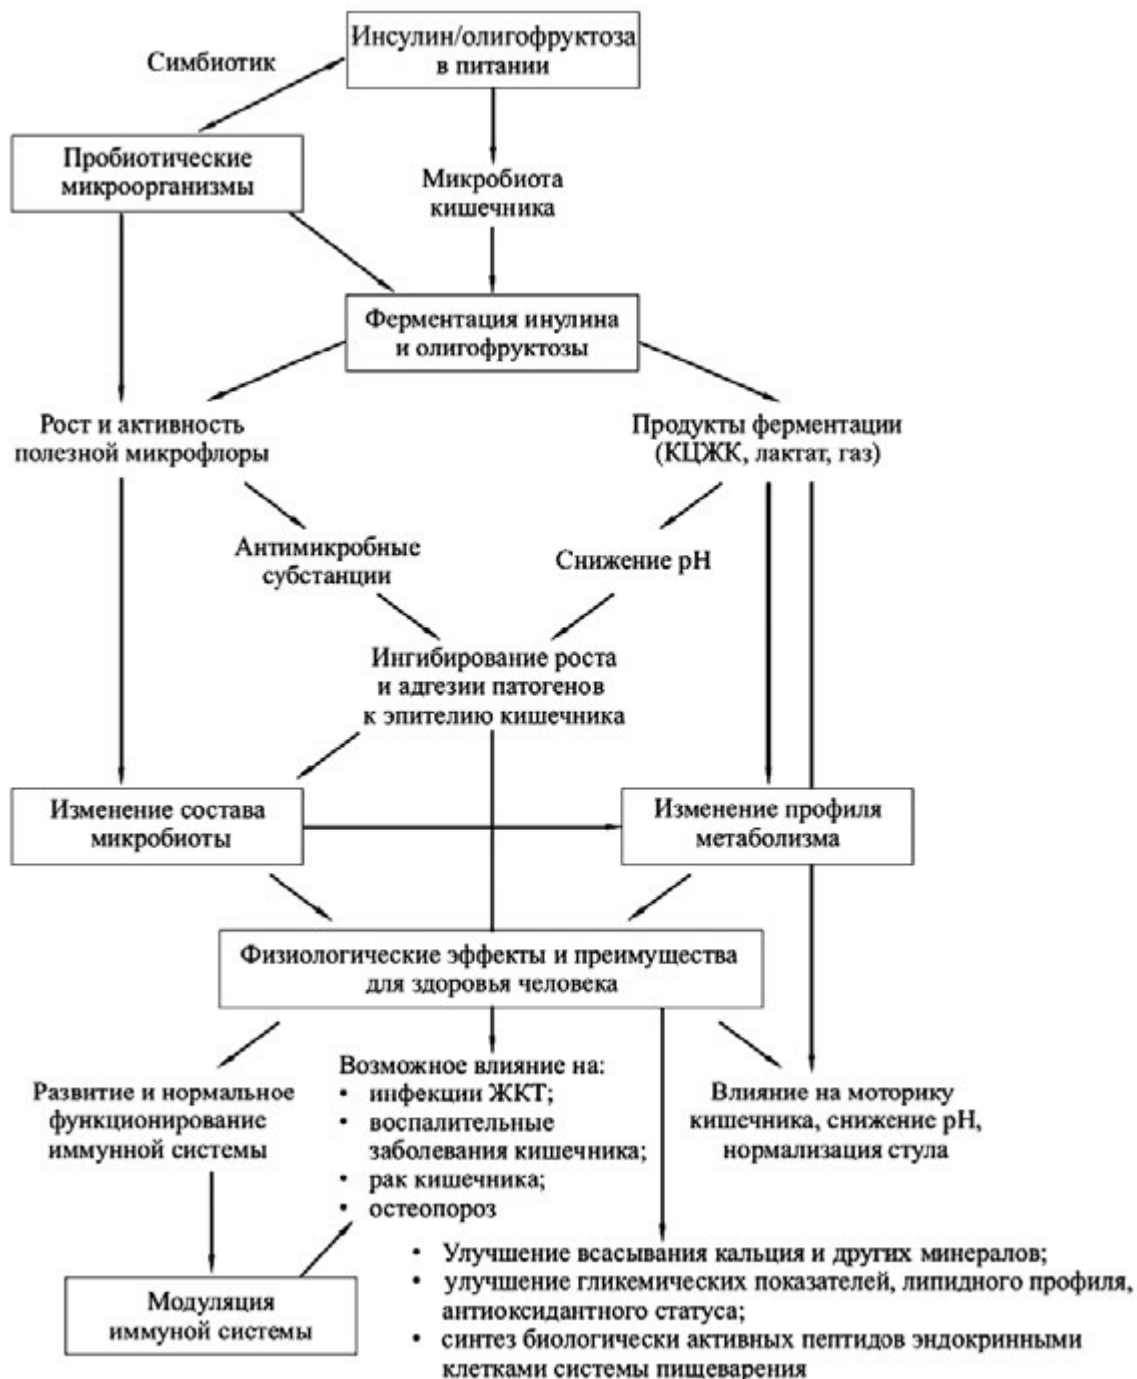 Инсулин/олигофруктоза
в питании
Симбиотик
Пробиотические
микроорганизмы
Микробиота
кишечника
Ферментация инулина
и олигофруктозы
Рост и активность
полезной микрофлоры
Продукты ферментации
(КЦЖК, лактат, газ)
Антимикробные
субстанции
Снижение pH
Ингибирование роста
и адгезии патогенов
к эпителию кишечника
Изменение состава
микробиоты
Изменение профиля
метаболизма
Физиологические эффекты и преимущества
для здоровья человека
Развитие и нормальное
функционирование
иммунной системы
Возможное влияние на:
• инфекции ЖКТ;
• воспалительные
заболевания кишечника;
• рак кишечника;
• остеопороз
Влияние на моторику
кишечника, снижение pH,
нормализация стула
Модуляция
иммуной системы
• Улучшение всасывания кальция и других минералов;
• улучшение гликемических показателей, липидного профиля,
антиоксидантного статуса;
• синтез биологически активных пептидов эндокринными
клетками системы пищеварения